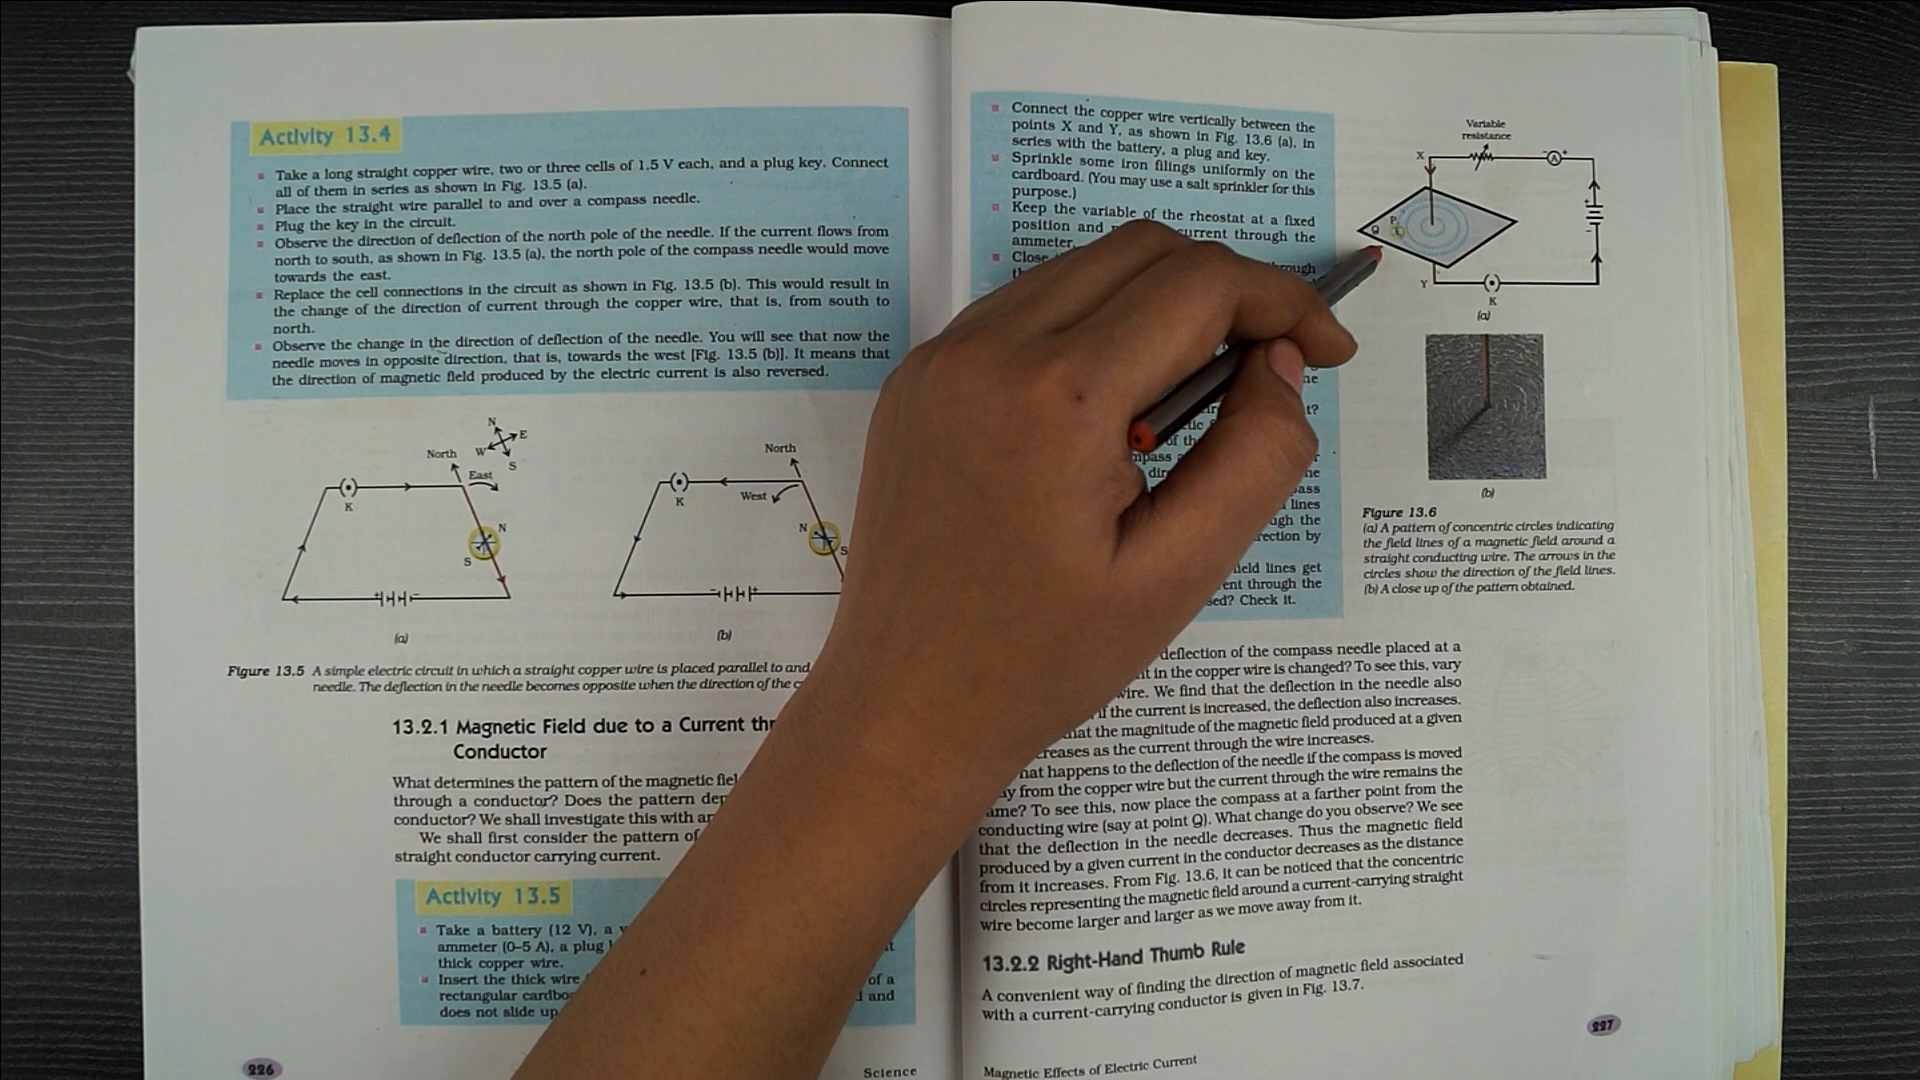 Activity 13.4
Take a long straight copper wire, two or three cells of 1.5 V each, and a plug key. Connect
all of them in series as shown in Fig. 13.5 (a).
Place the straight wire parallel to and over a compass needle.
Plug the key in the circuit.
Observe the direction of deflection of the north pole of the needle. If the current flows from
north to south, as shown in Fig. 13.5 (a), the north pole of the compass needle would move
towards the east.
Replace the cell connections in the circuit as shown in Fig. 13.5 (b). This would result in
the change of the direction of current through the copper wire, that is, from south to
north.
Observe the change in the direction of deflection of the needle. You will see that now the
needle moves in opposite direction, that is, towards the west [Fig. 13.5 (b)]. It means that
the direction of magnetic field produced by the electric current is also reversed.
N
E
W
S
North
East
K
N
S
(a)
North
West
K
N
S
(b)
Figure 13.5 A simple electric circuit in which a straight copper wire is placed parallel to and
needle. The deflection in the needle becomes opposite when the direction of the
13.2.1 Magnetic Field due to a Current
Conductor
What determines the pattern of the magnetic
through a conductor? Does the pattern
conductor? We shall investigate this with
We shall first consider the pattern of
straight conductor carrying current.
Activity 13.5
Take a battery (12 V), a
ammeter (0–5 A), a plug
thick copper wire.
Insert the thick wire of a
rectangular and
does not slide up
226
Science
Connect the copper wire vertically between the
points X and Y, as shown in Fig. 13.6 (a), in
series with the battery, a plug and key.
Sprinkle some iron filings uniformly on the
cardboard. (You may use a salt sprinkler for this
purpose.)
Keep the variable of the rheostat at a fixed
position and current through the
ammeter.
Close
of the
lines
the
by
field lines get
through the
Check it.
Variable
resistance
X
A
+
P
Q
Y
K
(a)
(b)
Figure 13.6
(a) A pattern of concentric circles indicating
the field lines of a magnetic field around a
straight conducting wire. The arrows in the
circles show the direction of the field lines.
(b) A close up of the pattern obtained.
deflection of the compass needle placed at a
in the copper wire is changed? To see this, vary
wire. We find that the deflection in the needle also
if the current is increased, the deflection also increases.
that the magnitude of the magnetic field produced at a given
as the current through the wire increases.
happens to the deflection of the needle if the compass is moved
from the copper wire but the current through the wire remains the
same? To see this, now place the compass at a farther point from the
conducting wire (say at point Q). What change do you observe? We see
that the deflection in the needle decreases. Thus the magnetic field
produced by a given current in the conductor decreases as the distance
from it increases. From Fig. 13.6, it can be noticed that the concentric
circles representing the magnetic field around a current-carrying straight
wire become larger and larger as we move away from it.
13.2.2 Right-Hand Thumb Rule
A convenient way of finding the direction of magnetic field associated
with a current-carrying conductor is given in Fig. 13.7.
Magnetic Effects of Electric Current
227